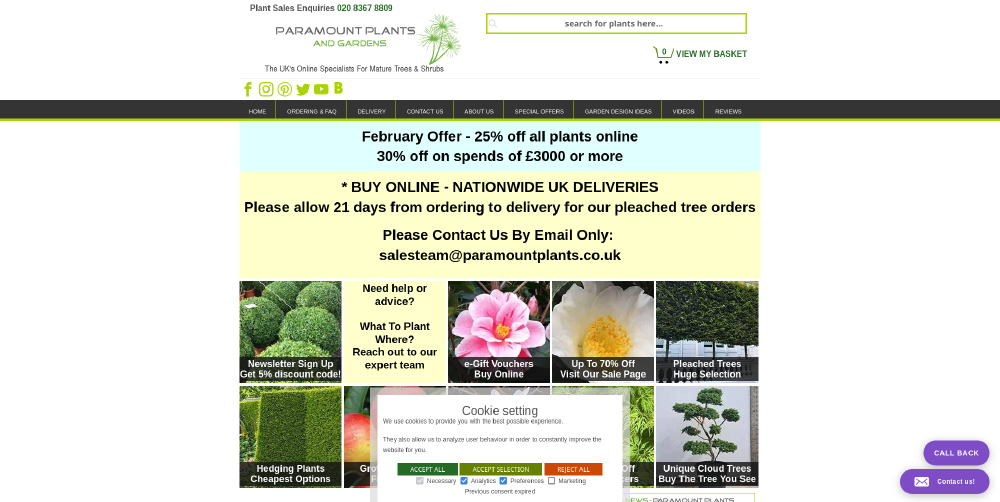 Plant Sales Enquiries 020 8367 8809
PARAMOUNT PLANTS
AND GARDENS
The UK's Online Specialists For Mature Trees & Shrubs
search for plants here...
0 VIEW MY BASKET
HOME ORDERING & FAQ DELIVERY CONTACT US ABOUT US SPECIAL OFFERS GARDEN DESIGN IDEAS VIDEOS REVIEWS
February Offer - 25% off all plants online
30% off on spends of £3000 or more
* BUY ONLINE - NATIONWIDE UK DELIVERIES
Please allow 21 days from ordering to delivery for our pleached tree orders
Please Contact Us By Email Only:
salesteam@paramountplants.co.uk
Newsletter Sign Up
Get 5% discount code!
Need help or
advice?
What To Plant
Where?
Reach out to our
expert team
e-Gift Vouchers
Buy Online
Up To 70% Off
Visit Our Sale Page
Pleached Trees
Huge Selection
Hedging Plants
Cheapest Options
Cookie setting
We use cookies to provide you with the best possible experience.
They also allow us to analyze user behaviour in order to constantly improve the
website for you.
ACCEPT ALL ACCEPT SELECTION REJECT ALL
Necessary Analytics Preferences Marketing
Previous consent expired
Unique Cloud Trees
Buy The Tree You See
PARAMOUNT PLANTS
CALL BACK
Contact us!